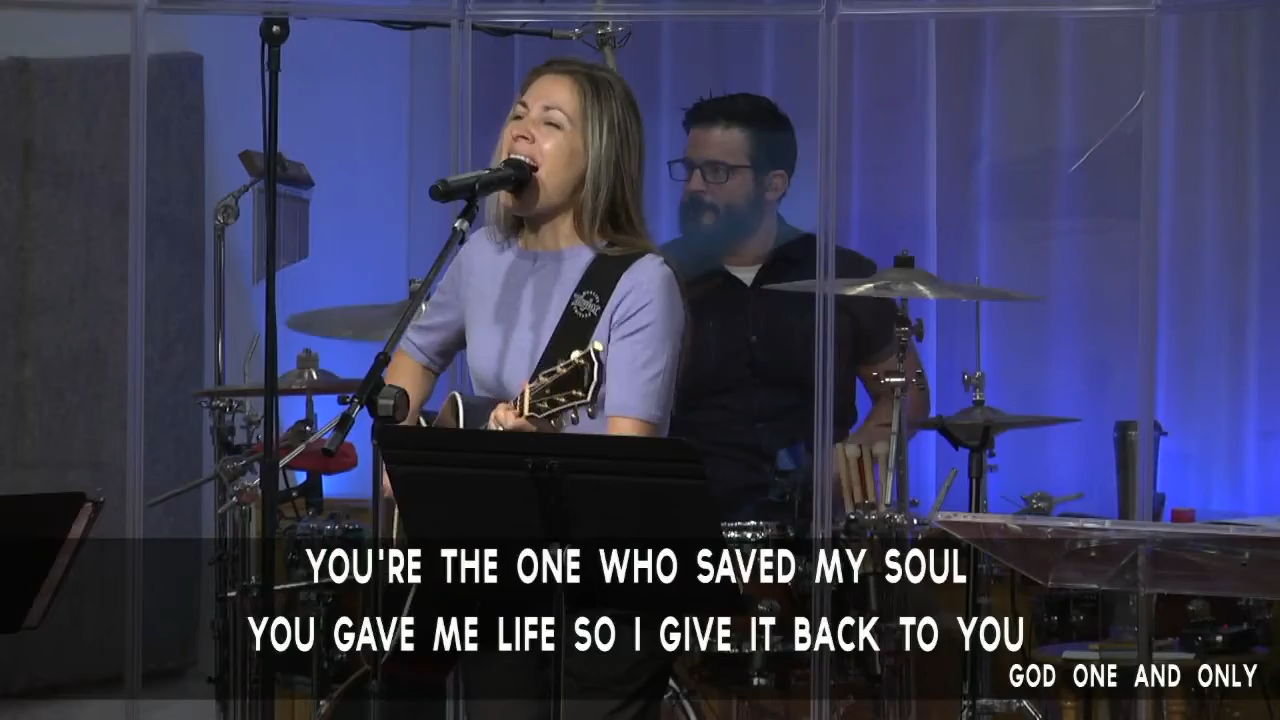 Taylor
YOU'RE THE ONE WHO SAVED MY SOUL
YOU GAVE ME LIFE SO I GIVE IT BACK TO YOU
GOD ONE AND ONLY